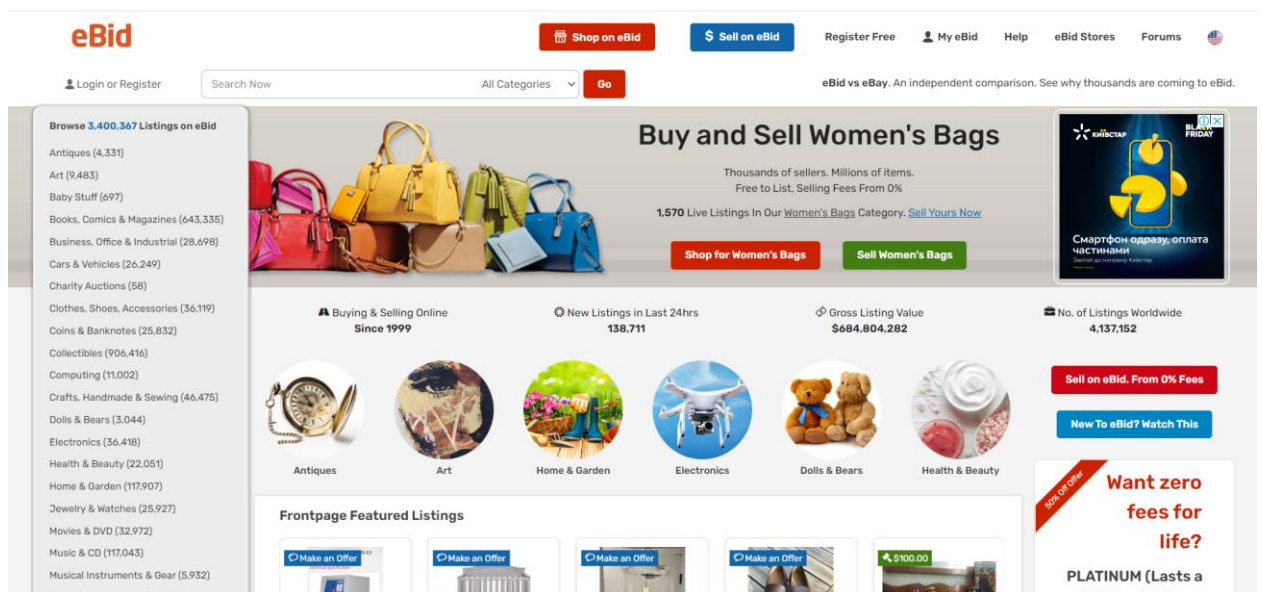 eBid
Shop on eBid
$ Sell on eBid
Register Free
My eBid
Help
eBid Stores
Forums
Login or Register
Search Now
All Categories
Go
eBid vs eBay. An independent comparison. See why thousands are coming to eBid.
Browse 3,400,367 Listings on eBid
Antiques (4,331)
Art (9,483)
Baby Stuff (697)
Books, Comics & Magazines (643,335)
Business, Office & Industrial (28,698)
Cars & Vehicles (26,249)
Charity Auctions (58)
Clothes, Shoes, Accessories (36,119)
Coins & Banknotes (25,832)
Collectibles (906,416)
Computing (11,002)
Crafts, Handmade & Sewing (46,475)
Dolls & Bears (3,044)
Electronics (36,418)
Health & Beauty (22,051)
Home & Garden (117,907)
Jewelry & Watches (25,927)
Movies & DVD (32,972)
Music & CD (117,043)
Musical Instruments & Gear (5,932)
Buy and Sell Women's Bags
Thousands of sellers. Millions of items.
Free to List, Selling Fees From 0%
1,570 Live Listings In Our Women's Bags Category. Sell Yours Now
Shop for Women's Bags
Sell Women's Bags
КИЇВСТАР
BLACK
FRIDAY
Смартфон одразу, оплата
частинами
Buying & Selling Online
Since 1999
New Listings in Last 24hrs
138,711
Gross Listing Value
$684,804,282
No. of Listings Worldwide
4,137,152
Antiques
Art
Home & Garden
Electronics
Dolls & Bears
Health & Beauty
Sell on eBid. From 0% Fees
New To eBid? Watch This
Frontpage Featured Listings
Make an Offer
Make an Offer
Make an Offer
Make an Offer
$100.00
50% Off Offer
Want zero
fees for
life?
PLATINUM (Lasts a